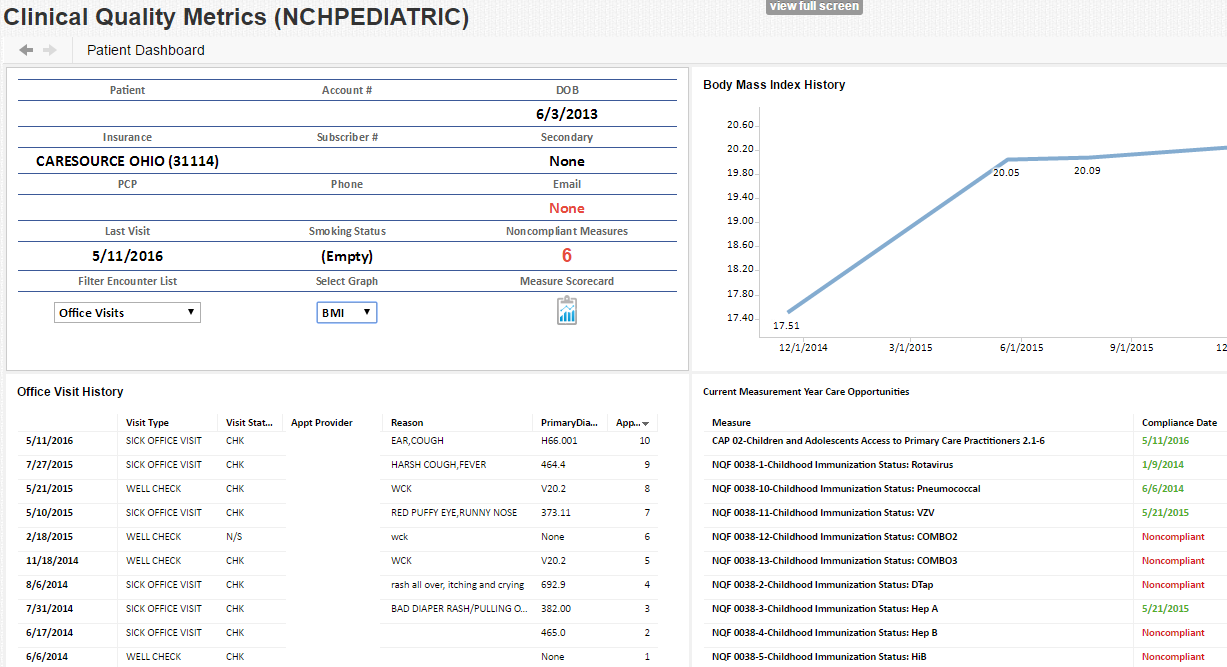 Clinical Quality Metrics (NCHPEDIATRIC)
view full screen
Patient Dashboard
Patient Account # DOB
6/3/2013
Insurance Subscriber # Secondary
CARESOURCE OHIO (31114) None
PCP Phone Email
None
Last Visit Smoking Status Noncompliant Measures
5/11/2016 (Empty) 6
Filter Encounter List Select Graph Measure Scorecard
Office Visits BMI
Body Mass Index History
20.60
20.20
19.80
19.40
19.00
18.60
18.20
17.80
17.40
17.51
20.05
20.09
12/1/2014 3/1/2015 6/1/2015 9/1/2015 12
Office Visit History
Visit Type Visit Stat... Appt Provider Reason PrimaryDia... App...
5/11/2016 SICK OFFICE VISIT CHK EAR,COUGH H66.001 10
7/27/2015 SICK OFFICE VISIT CHK HARSH COUGH,FEVER 464.4 9
5/21/2015 WELL CHECK CHK WCK V20.2 8
5/10/2015 SICK OFFICE VISIT CHK RED PUFFY EYE,RUNNY NOSE 373.11 7
2/18/2015 WELL CHECK N/S wck None 6
11/18/2014 WELL CHECK CHK WCK V20.2 5
8/6/2014 SICK OFFICE VISIT CHK rash all over, itching and crying 692.9 4
7/31/2014 SICK OFFICE VISIT CHK BAD DIAPER RASH/PULLING O... 382.00 3
6/17/2014 SICK OFFICE VISIT CHK 465.0 2
6/6/2014 WELL CHECK CHK None 1
Current Measurement Year Care Opportunities
Measure Compliance Date
CAP 02-Children and Adolescents Access to Primary Care Practitioners 2.1-6 5/11/2016
NQF 0038-1-Childhood Immunization Status: Rotavirus 1/9/2014
NQF 0038-10-Childhood Immunization Status: Pneumococcal 6/6/2014
NQF 0038-11-Childhood Immunization Status: VZV 5/21/2015
NQF 0038-12-Childhood Immunization Status: COMBO2 Noncompliant
NQF 0038-13-Childhood Immunization Status: COMBO3 Noncompliant
NQF 0038-2-Childhood Immunization Status: DTap Noncompliant
NQF 0038-3-Childhood Immunization Status: Hep A 5/21/2015
NQF 0038-4-Childhood Immunization Status: Hep B Noncompliant
NQF 0038-5-Childhood Immunization Status: HiB Noncompliant